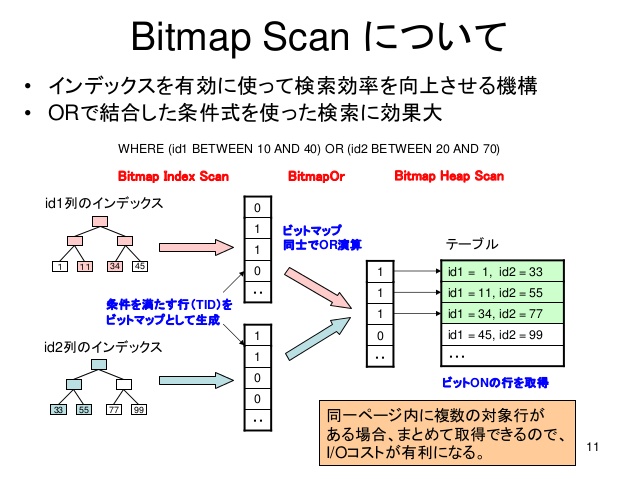 Bitmap Scan について
• インデックスを有効に使って検索効率を向上させる機構
• ORで結合した条件式を使った検索に効果大
WHERE (id1 BETWEEN 10 AND 40) OR (id2 BETWEEN 20 AND 70)
Bitmap Index Scan
BitmapOr
Bitmap Heap Scan
id1列のインデックス
1
11
34
45
0
1
1
0
‥
ビットマップ
同士でOR演算
条件を満たす行(TID)を
ビットマップとして生成
id2列のインデックス
33
55
77
99
1
1
0
0
‥
1
1
1
0
‥
テーブル
id1 = 1, id2 = 33
id1 = 11, id2 = 55
id1 = 34, id2 = 77
id1 = 45, id2 = 99
・・・
ビットONの行を取得
同一ページ内に複数の対象行が
ある場合、まとめて取得できるので、
I/Oコストが有利になる。
11